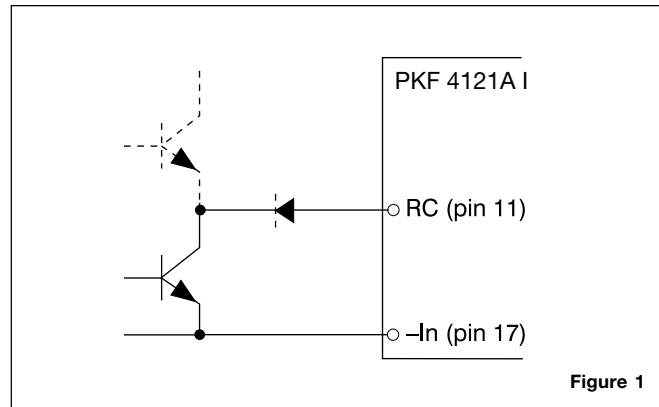 PKF 4121A I
RC (pin 11)
–In (pin 17)
Figure 1